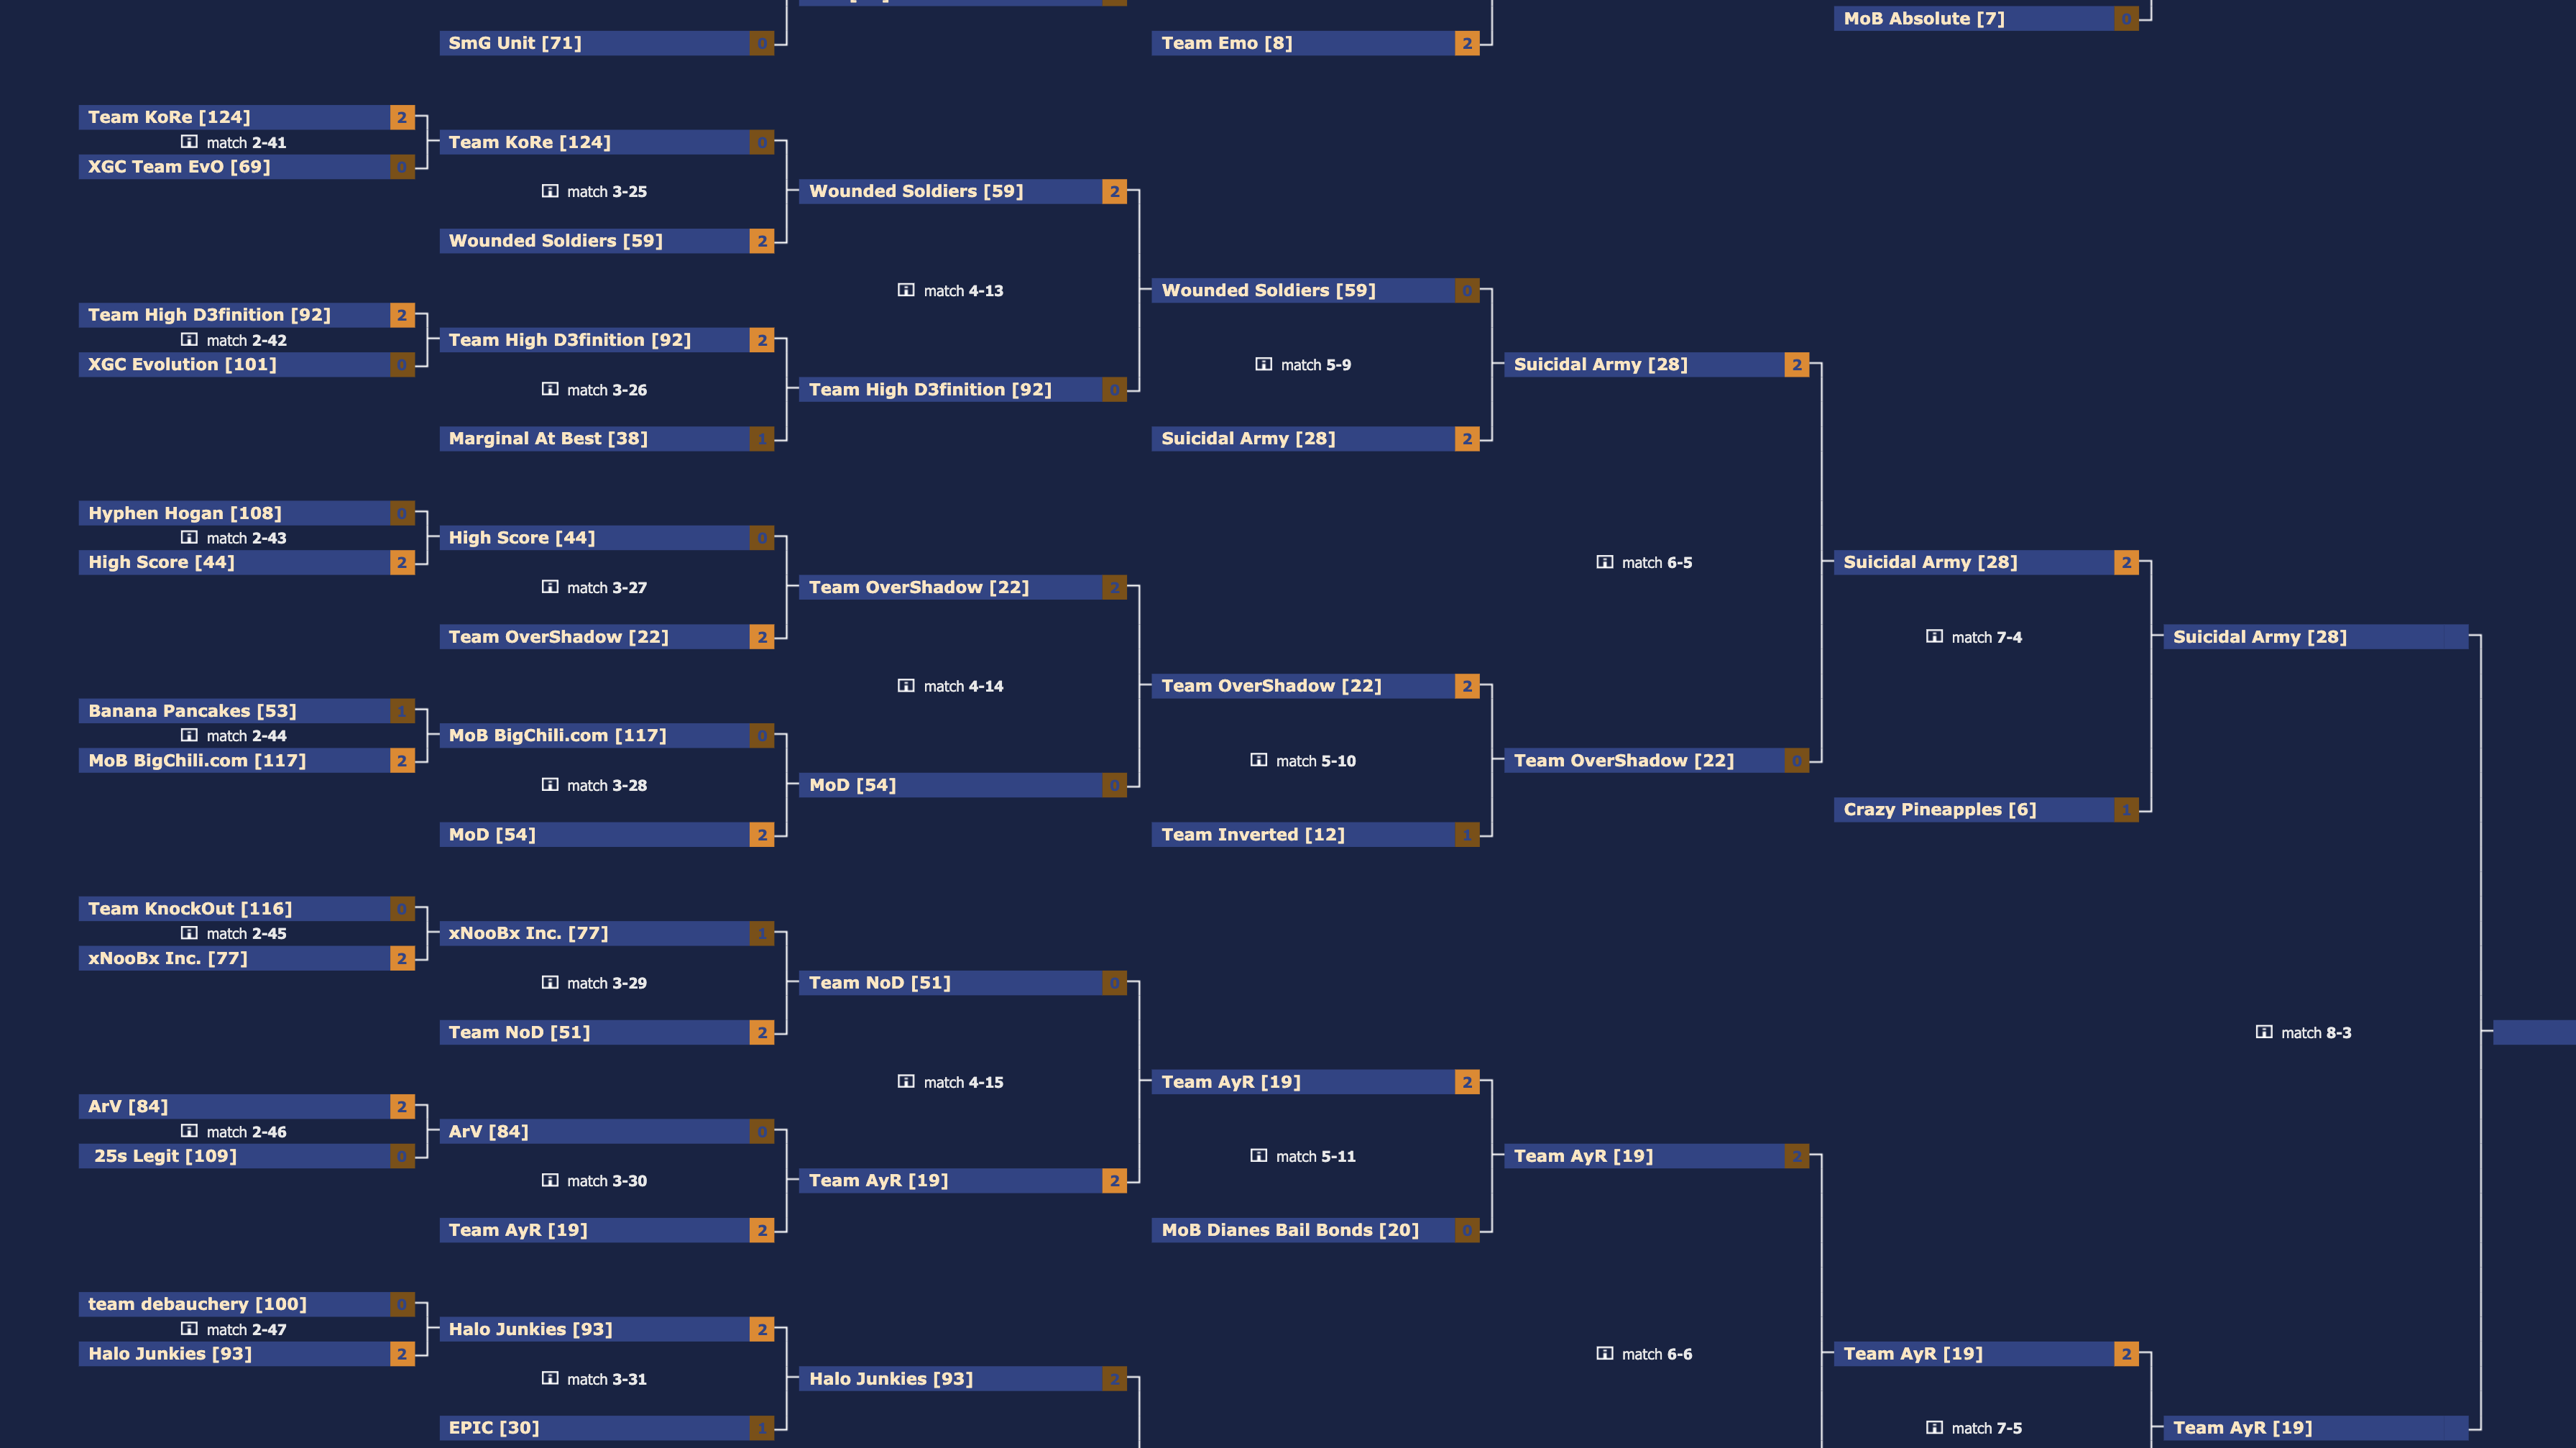 SmG Unit [71] 0
Team Emo [8] 2
MoB Absolute [7] 0
Team KoRe [124] 2
match 2-41
XGC Team EvO [69] 0
Team KoRe [124] 0
match 3-25
Wounded Soldiers [59] 2
Wounded Soldiers [59] 2
match 4-13
Team High D3finition [92] 0
Team High D3finition [92] 2
match 2-42
XGC Evolution [101] 0
Team High D3finition [92] 2
match 3-26
Marginal At Best [38] 1
Wounded Soldiers [59] 0
match 5-9
Suicidal Army [28] 2
Suicidal Army [28] 2
match 6-5
Team OverShadow [22] 0
Hyphen Hogan [108] 0
match 2-43
High Score [44] 2
High Score [44] 0
match 3-27
Team OverShadow [22] 2
Team OverShadow [22] 2
match 4-14
MoD [54] 0
Banana Pancakes [53] 1
match 2-44
MoB BigChili.com [117] 2
MoB BigChili.com [117] 0
match 3-28
MoD [54] 2
Team OverShadow [22] 2
match 5-10
Team Inverted [12] 1
Suicidal Army [28] 2
match 7-4
Crazy Pineapples [6] 1
Suicidal Army [28]
match 8-3
Team AyR [19]
Team KnockOut [116] 0
match 2-45
xNooBx Inc. [77] 2
xNooBx Inc. [77] 1
match 3-29
Team NoD [51] 2
Team NoD [51] 0
match 4-15
Team AyR [19] 2
ArV [84] 2
match 2-46
25s Legit [109] 0
ArV [84] 0
match 3-30
Team AyR [19] 2
Team AyR [19] 2
match 5-11
MoB Dianes Bail Bonds [20] 0
Team AyR [19] 2
match 6-6
Team AyR [19] 2
match 7-5
team debauchery [100] 0
match 2-47
Halo Junkies [93] 2
Halo Junkies [93] 2
match 3-31
EPIC [30] 1
Halo Junkies [93] 2